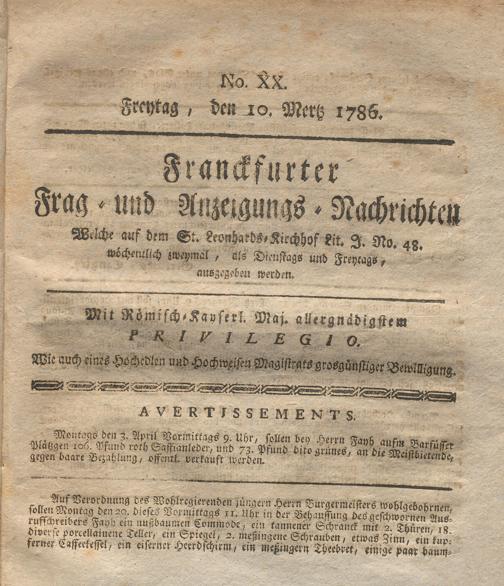 No. XX.
Freytag, den 10. Mertz 1786.
Franckfurter
Frag- und Anzeigungs-Nachrichten
Welche auf dem St. Leonhards-Kirchhof Lit. J. No. 48.
wöchentlich zweymal, als Dienstags und Freytags,
ausgegeben werden.
Mit Römisch-Kayserl. Maj. allergnädigstem
PRIVILEGIO.
Wie auch eines Hochedlen und Hochweisen Magistrats grosgünstiger Bewilligung.
AVERTISSEMENTS.
Montags den 3. April Vormittags 9. Uhr, sollen bey Herrn Fayh aufm Barfüsser
Plätzgen 106. Pfund roth Saffianleder, und 73. Pfund dito grünes, an die Meistbietende,
gegen baare Bezahlung, öffentl. verkauft werden.
Auf Verordnung des Wohlregierenden jüngern Herrn Burgermeisters wohlgebohrnen,
sollen Montag den 20. dieses Vormittags 11. Uhr in der Behausung des geschwornen Aus-
rufschreibers Fayh ein nußbaumen Commode, ein tannener Schranck mit 2. Thüren, 18.
diverse porcellainene Teller, ein Spiegel, 2. meßingene Schrauben, etwas Zinn, ein kup-
ferner Caffeekessel, ein eiserner Heerdschirm, ein meßingern Theebret, einige paar baum-